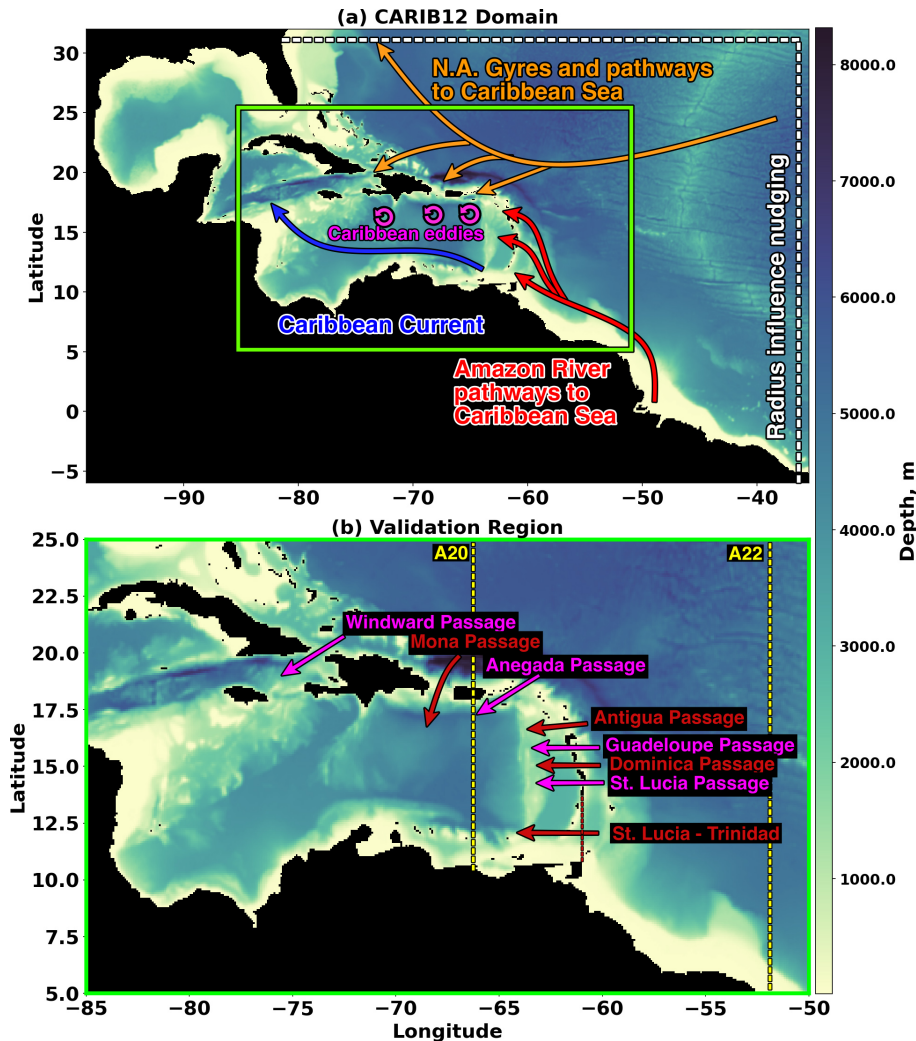 (a) CARIB12 Domain
30
25
20
15
10
5
0
−5
Latitude
−90
−80
−70
−60
−50
−40
N.A. Gyres and pathways
to Caribbean Sea
Caribbean eddies
Caribbean Current
Amazon River
pathways to
Caribbean Sea
Radius influence nudging
8000.0
7000.0
6000.0
5000.0
4000.0
3000.0
2000.0
1000.0
Depth, m
(b) Validation Region
25.0
22.5
20.0
17.5
15.0
12.5
10.0
7.5
5.0
Latitude
A20
A22
Windward Passage
Mona Passage
Anegada Passage
Antigua Passage
Guadeloupe Passage
Dominica Passage
St. Lucia Passage
St. Lucia - Trinidad
−85
−80
−75
−70
−65
−60
−55
−50
Longitude